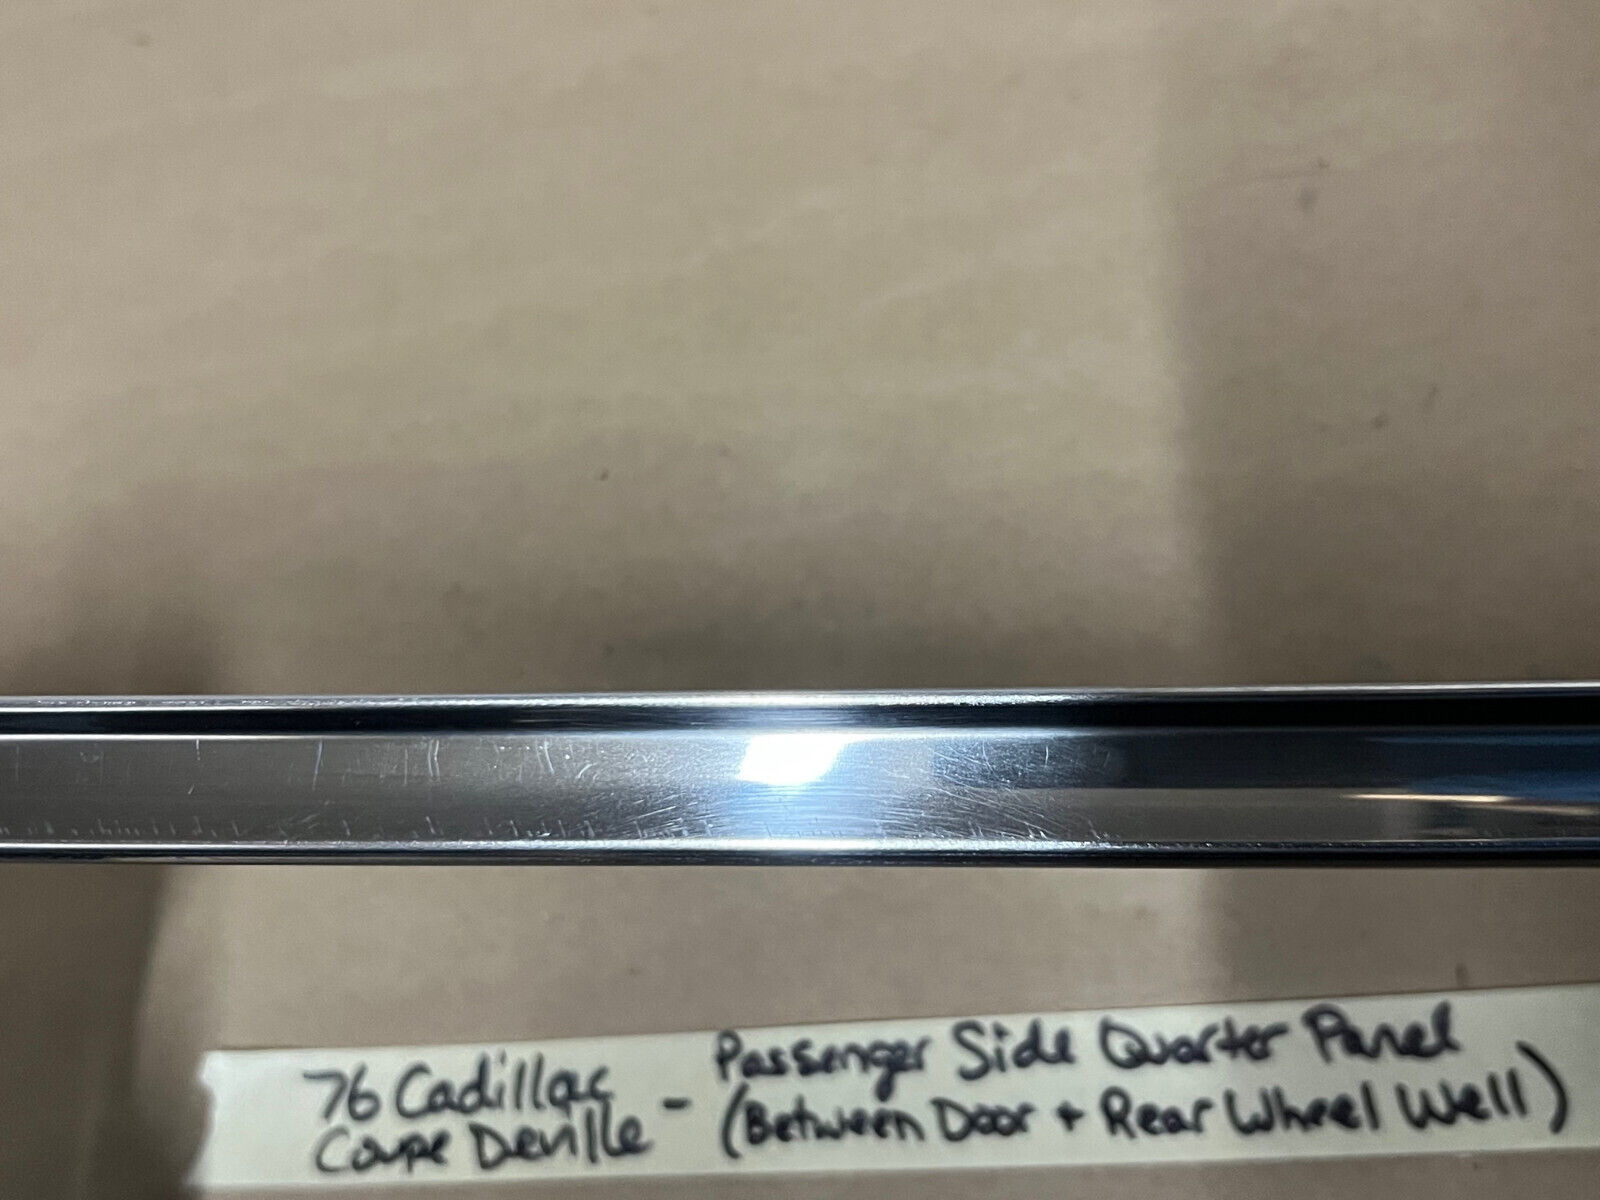 76 Cadillac Coupe Deville - Passenger Side Quarter Panel
(Between Door + Rear Wheel Well)